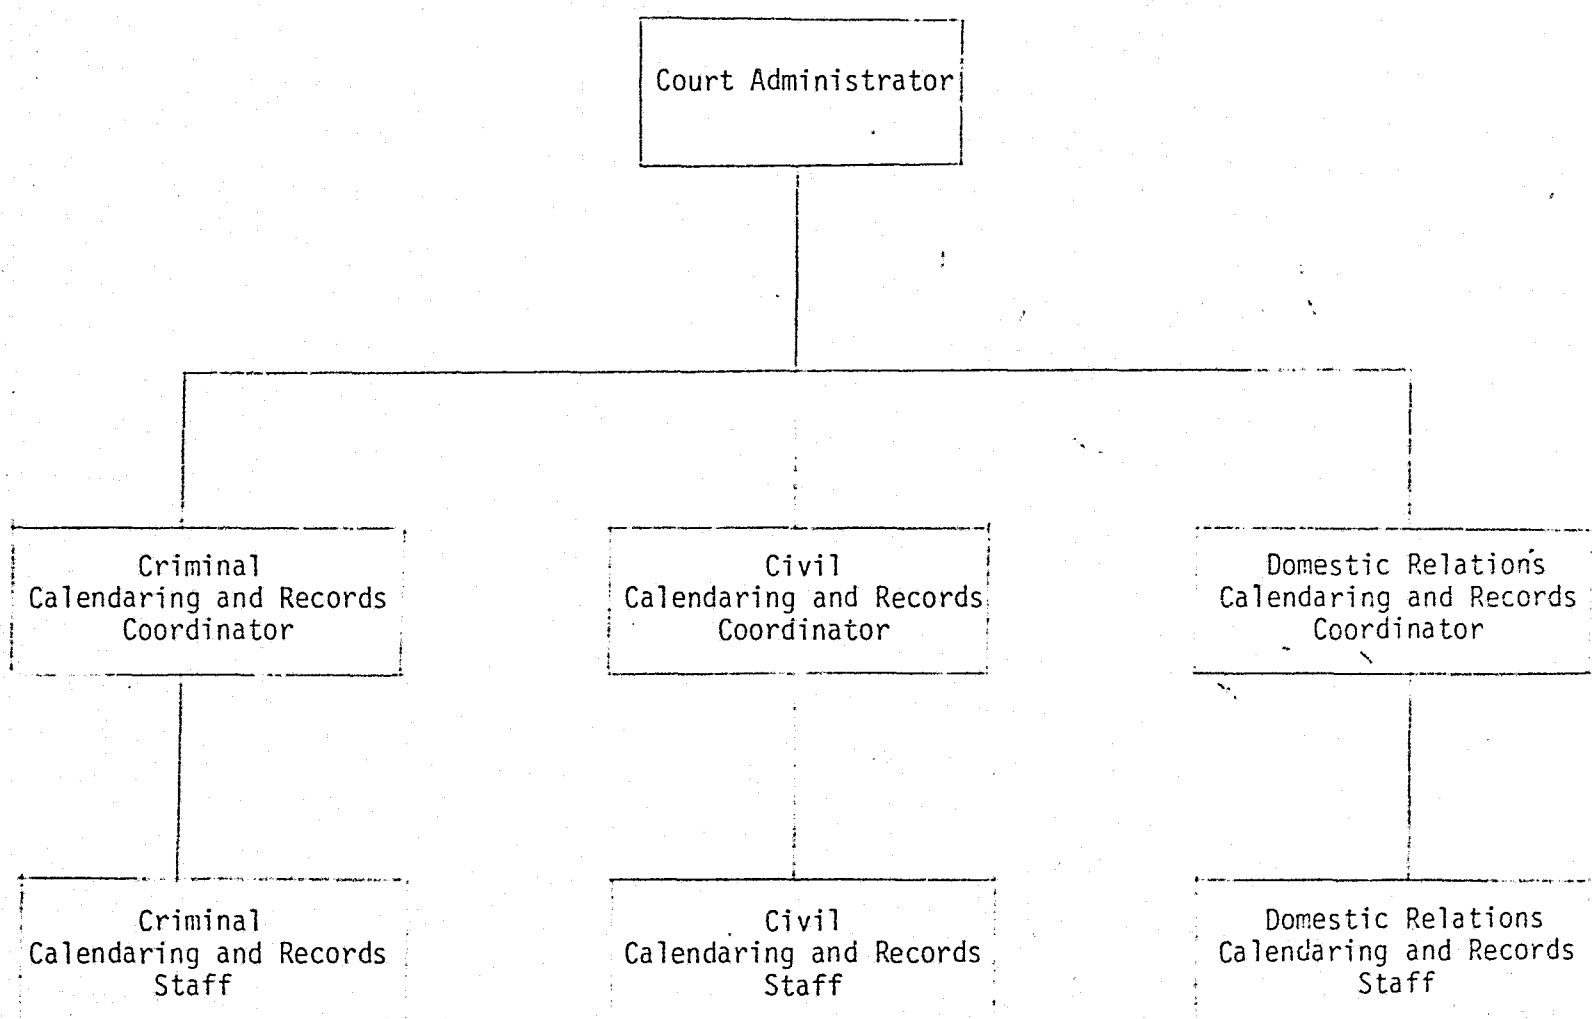 Court Administrator
Criminal
Calendaring and Records
Coordinator
Civil
Calendaring and Records
Coordinator
Domestic Relations
Calendaring and Records
Coordinator
Criminal
Calendaring and Records
Staff
Civil
Calendaring and Records
Staff
Domestic Relations
Calendaring and Records
Staff